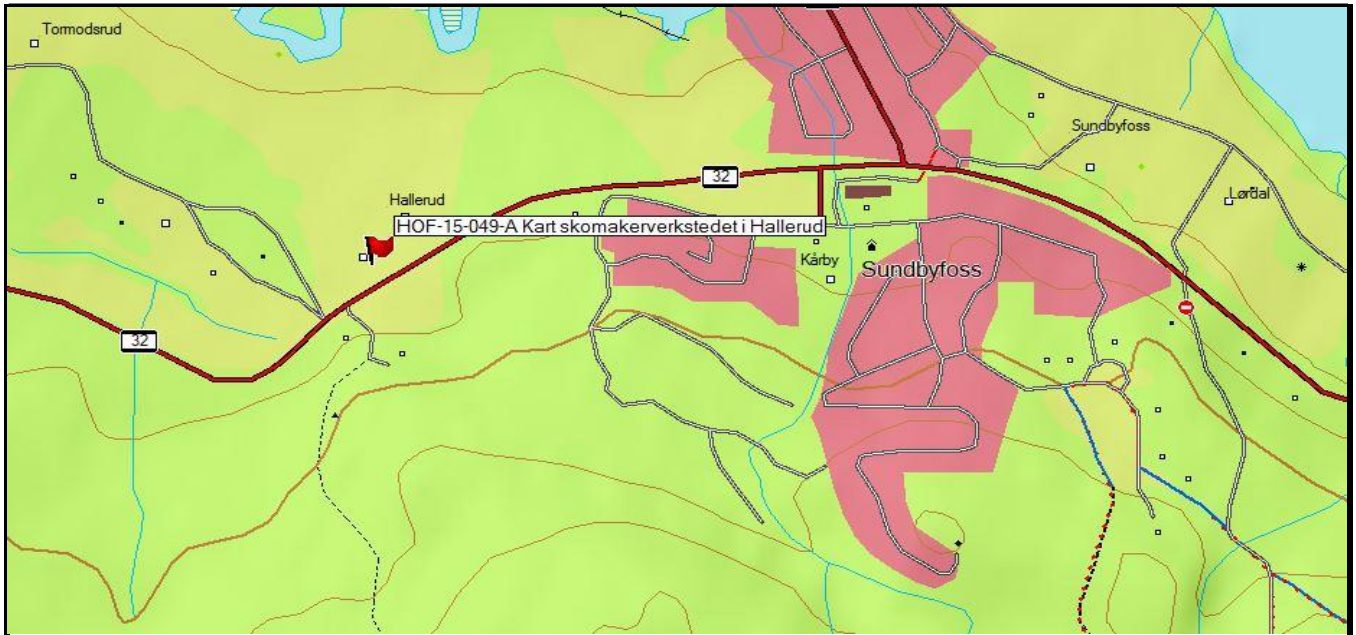 Tormodsrud
Sundbyfoss
32
Hallerud
Lørdal
HOF-15-049-A Kart skomakerverkstedet i Hallerud
Kårby
Sundbyfoss
32